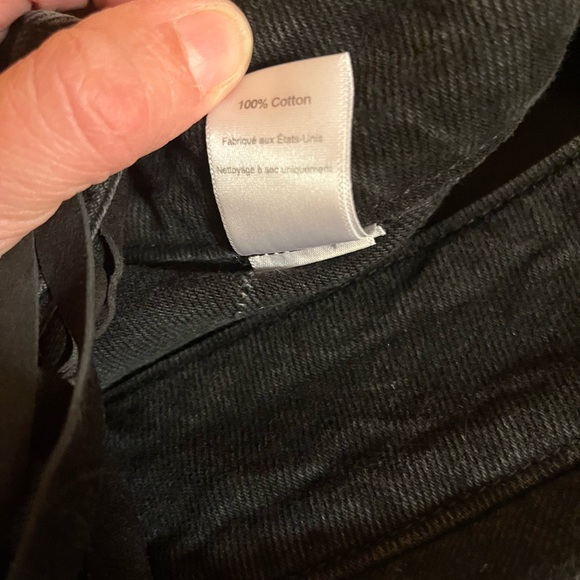 100% Cotton
Fabriqué aux États-Unis
Nettoyage à sec uniquement